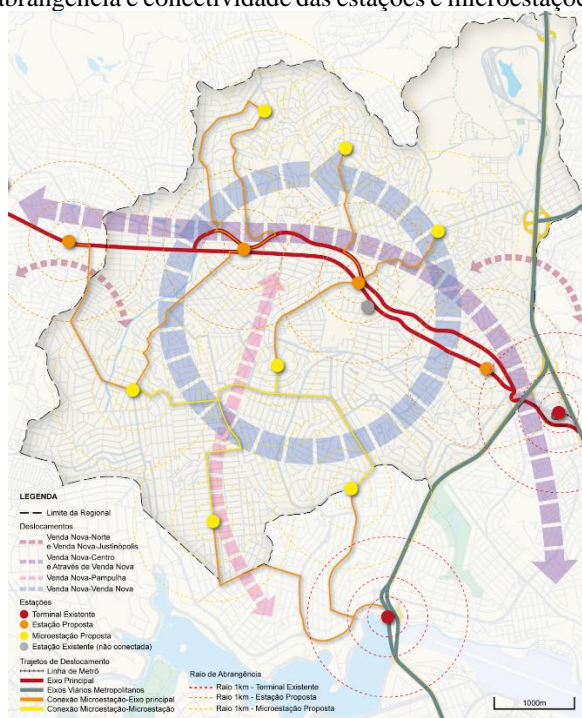 abrangência e conectividade das estações e microestaçõe
LEGENDA
Limite da Regional
Deslocamentos
Venda Nova-Norte
e Venda Nova-Justinópolis
Venda Nova-Centro
e Através de Venda Nova
Venda Nova-Pampulha
Venda Nova-Venda Nova
Estações
Terminal Existente
Estação Proposta
Microestação Proposta
Estação Existente (não conectada)
Trajetos de Deslocamento
Linha de Metrô
Eixo Principal
Eixos Viários Metropolitanos
Conexão Microestação-Eixo principal
Conexão Microestação-Microestação
Raio de Abrangência
Raio 1km - Terminal Existente
Raio 1km - Estação Proposta
Raio 1km - Microestação Proposta
1000m